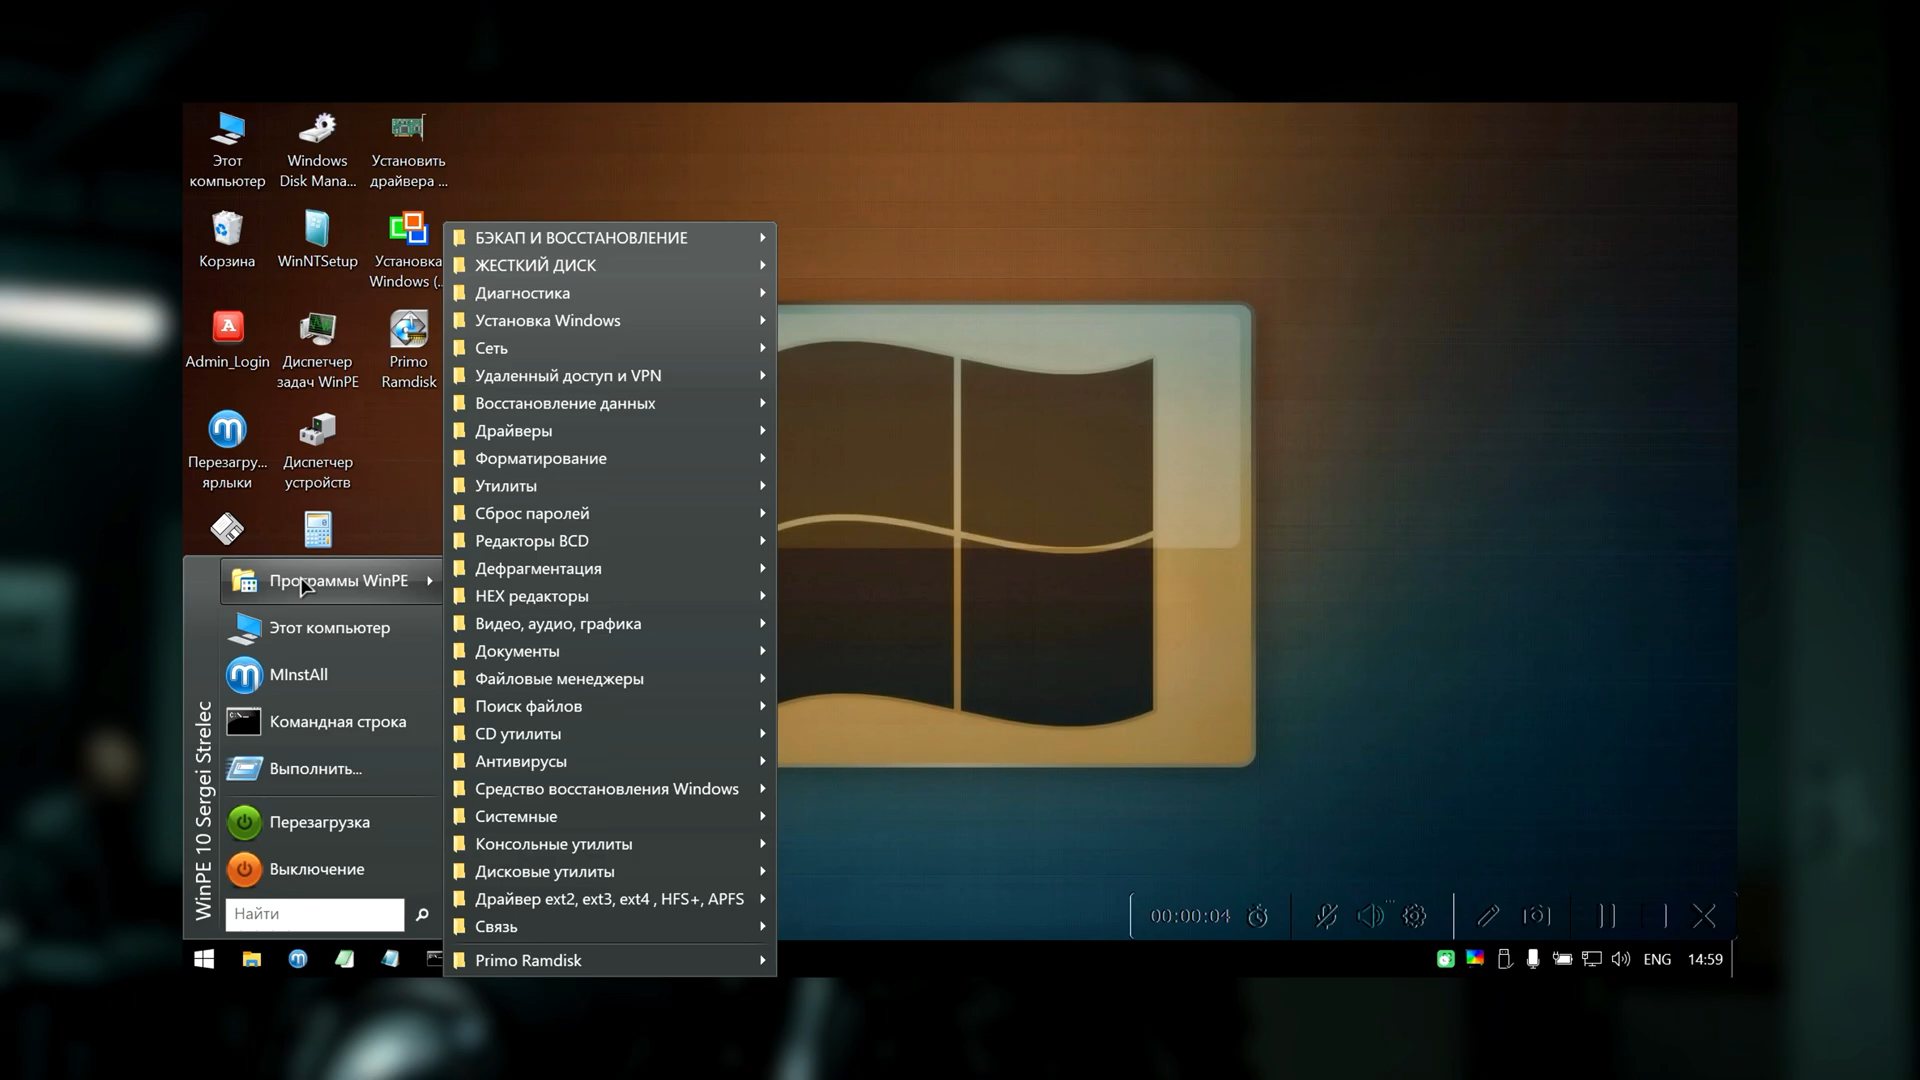 Этот
компьютер
Windows
Disk Mana...
Установить
драйвера ...
Корзина
WinNTSetup
Установка
Windows (...
Admin_Login
Диспетчер
задач WinPE
Primo
Ramdisk
Перезагру...
ярлыки
Диспетчер
устройств
БЭКАП И ВОССТАНОВЛЕНИЕ
ЖЕСТКИЙ ДИСК
Диагностика
Установка Windows
Сеть
Удаленный доступ и VPN
Восстановление данных
Драйверы
Форматирование
Утилиты
Сброс паролей
Редакторы BCD
Дефрагментация
HEX редакторы
Видео, аудио, графика
Документы
Файловые менеджеры
Поиск файлов
CD утилиты
Антивирусы
Средство восстановления Windows
Системные
Консольные утилиты
Дисковые утилиты
Драйвер ext2, ext3, ext4 , HFS+, APFS
Связь
Primo Ramdisk
Программы WinPE
Этот компьютер
MInstAll
Командная строка
Выполнить...
Перезагрузка
Выключение
Найти
WinPE 10 Sergei Strelec
00:00:04
ENG
14:59